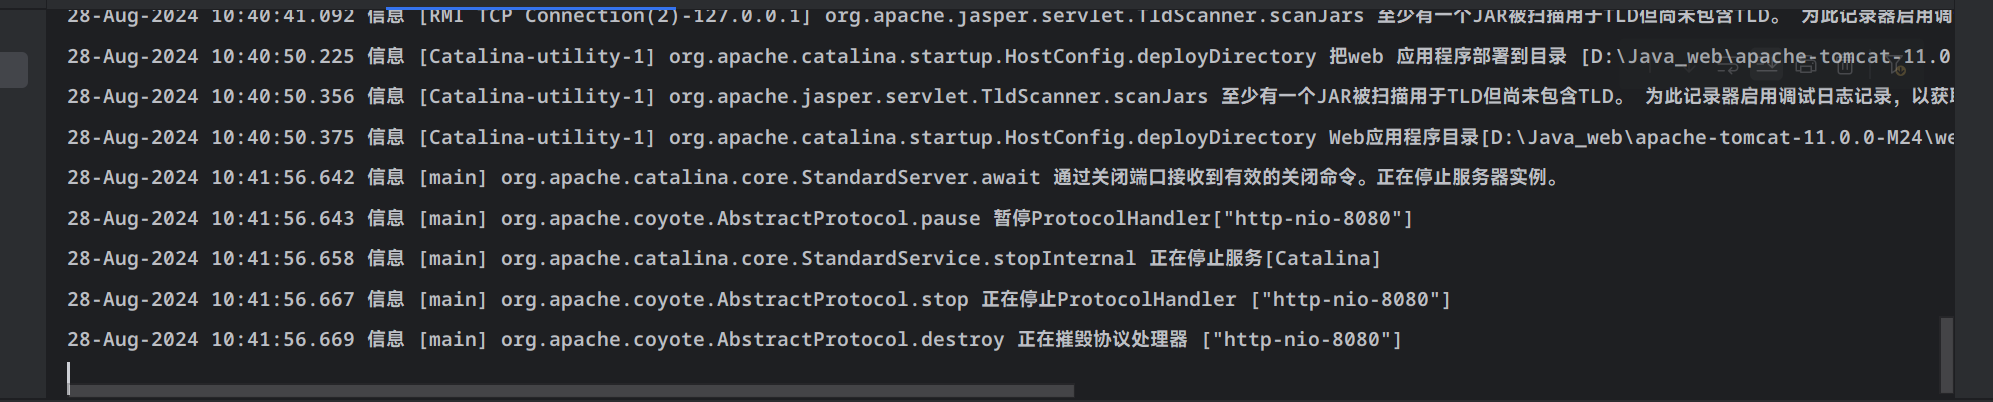 28-Aug-2024 10:40:41.092 信息 [RMI TCP Connection(2)-127.0.0.1] org.apache.jasper.servlet.TldScanner.scanJars 至少有一个JAR被扫描用于TLD但尚未包含TLD。 为此记录器启用调
28-Aug-2024 10:40:50.225 信息 [Catalina-utility-1] org.apache.catalina.startup.HostConfig.deployDirectory 把web 应用程序部署到目录 [D:\Java_web\apache-tomcat-11.0
28-Aug-2024 10:40:50.356 信息 [Catalina-utility-1] org.apache.jasper.servlet.TldScanner.scanJars 至少有一个JAR被扫描用于TLD但尚未包含TLD。 为此记录器启用调试日志记录，以获
28-Aug-2024 10:40:50.375 信息 [Catalina-utility-1] org.apache.catalina.startup.HostConfig.deployDirectory Web应用程序目录[D:\Java_web\apache-tomcat-11.0.0-M24\we
28-Aug-2024 10:41:56.642 信息 [main] org.apache.catalina.core.StandardServer.await 通过关闭端口接收到有效的关闭命令。正在停止服务器实例。
28-Aug-2024 10:41:56.643 信息 [main] org.apache.coyote.AbstractProtocol.pause 暂停ProtocolHandler["http-nio-8080"]
28-Aug-2024 10:41:56.658 信息 [main] org.apache.catalina.core.StandardService.stopInternal 正在停止服务[Catalina]
28-Aug-2024 10:41:56.667 信息 [main] org.apache.coyote.AbstractProtocol.stop 正在停止ProtocolHandler ["http-nio-8080"]
28-Aug-2024 10:41:56.669 信息 [main] org.apache.coyote.AbstractProtocol.destroy 正在摧毁协议处理器 ["http-nio-8080"]